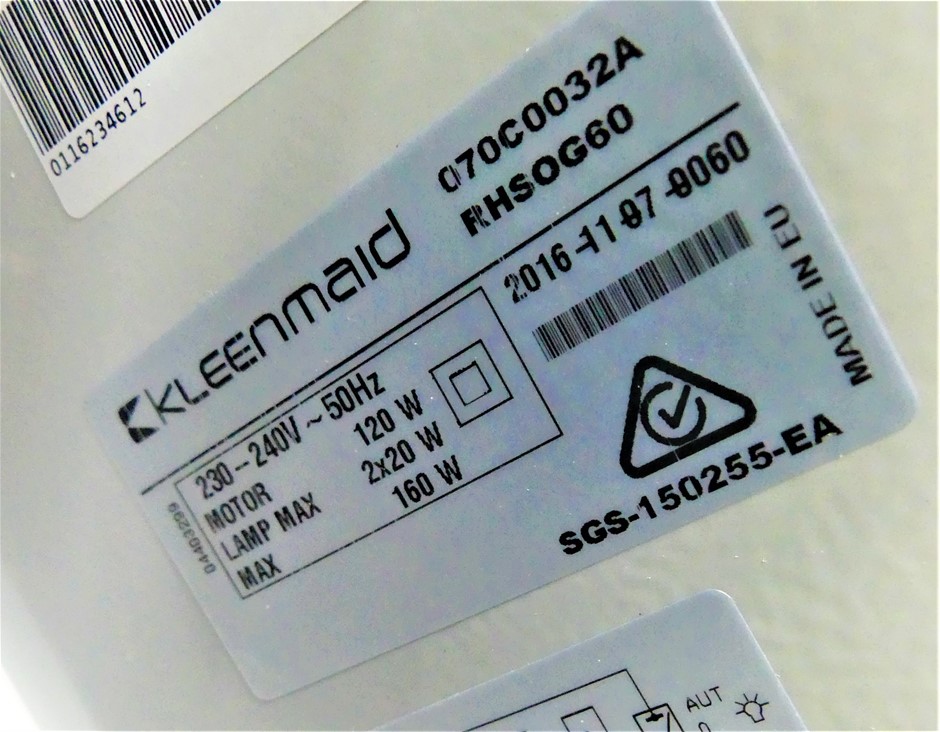 0116234612
KLEENMAID
070C0032A
RHSOG60
2016-11-07-0060
MADE IN EU
230-240V~50Hz
MOTOR 120 W
LAMP MAX 2x20 W
MAX 160 W
04403299
SGS-150255-EA
AUT